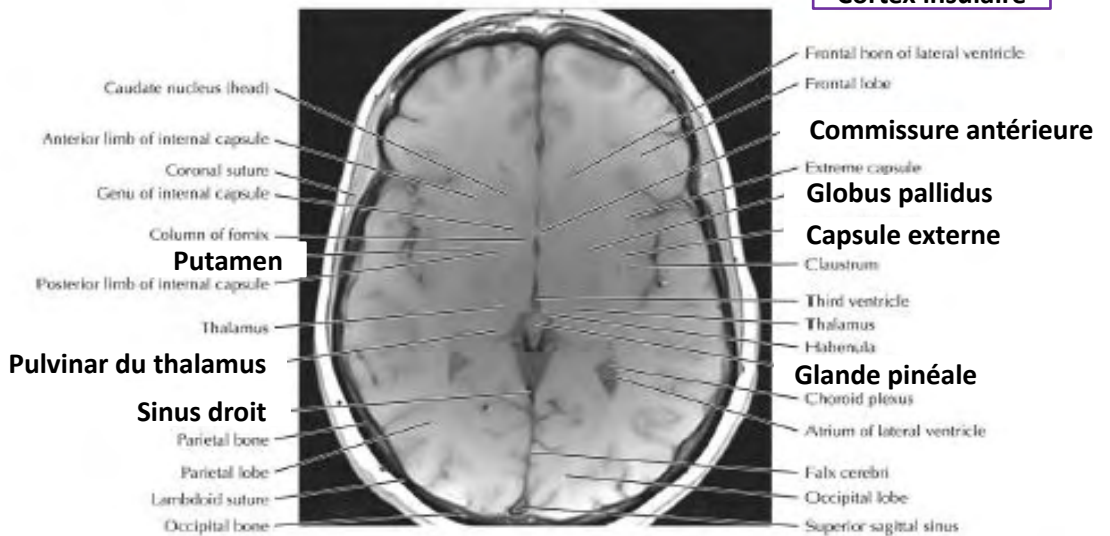 Cortex insulaire
Caudate nucleus (head)
Anterior limb of internal capsule
Coronal suture
Genu of internal capsule
Column of fornix
Putamen
Posterior limb of internal capsule
Thalamus
Pulvinar du thalamus
Sinus droit
Parietal bone
Parietal lobe
Lambdoid suture
Occipital bone
Frontal horn of lateral ventricle
Frontal lobe
Commissure antérieure
Extreme capsule
Globus pallidus
Capsule externe
Claustrum
Third ventricle
Thalamus
Habenula
Glande pinéale
Choroid plexus
Atrium of lateral ventricle
Falx cerebri
Occipital lobe
Superior sagittal sinus